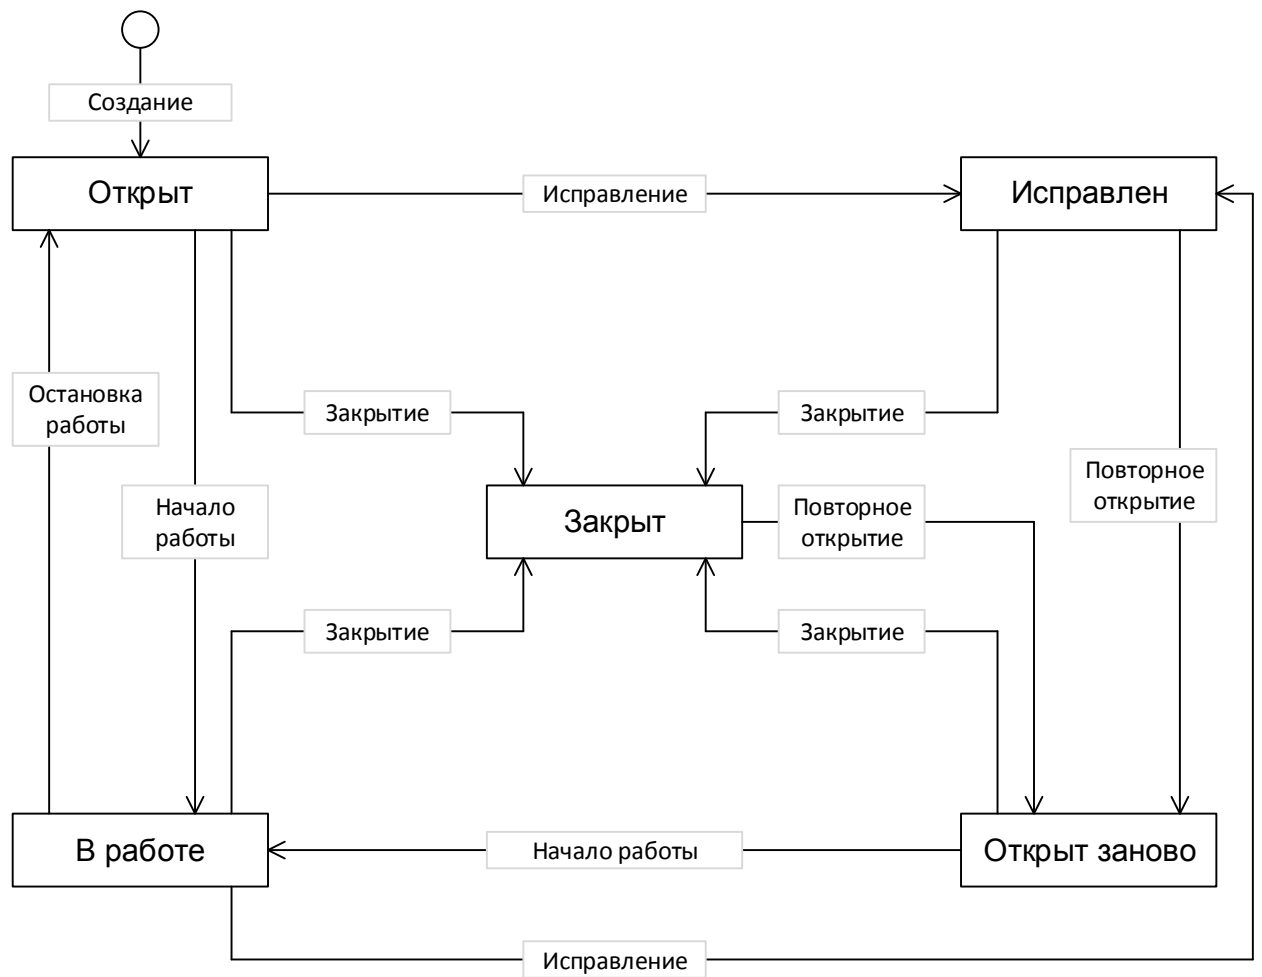 Создание
Открыт
Исправление
Исправлен
Остановка
работы
Закрытие
Закрытие
Повторное
открытие
Начало
работы
Закрыт
Повторное
открытие
Закрытие
Закрытие
В работе
Начало работы
Открыт заново
Исправление